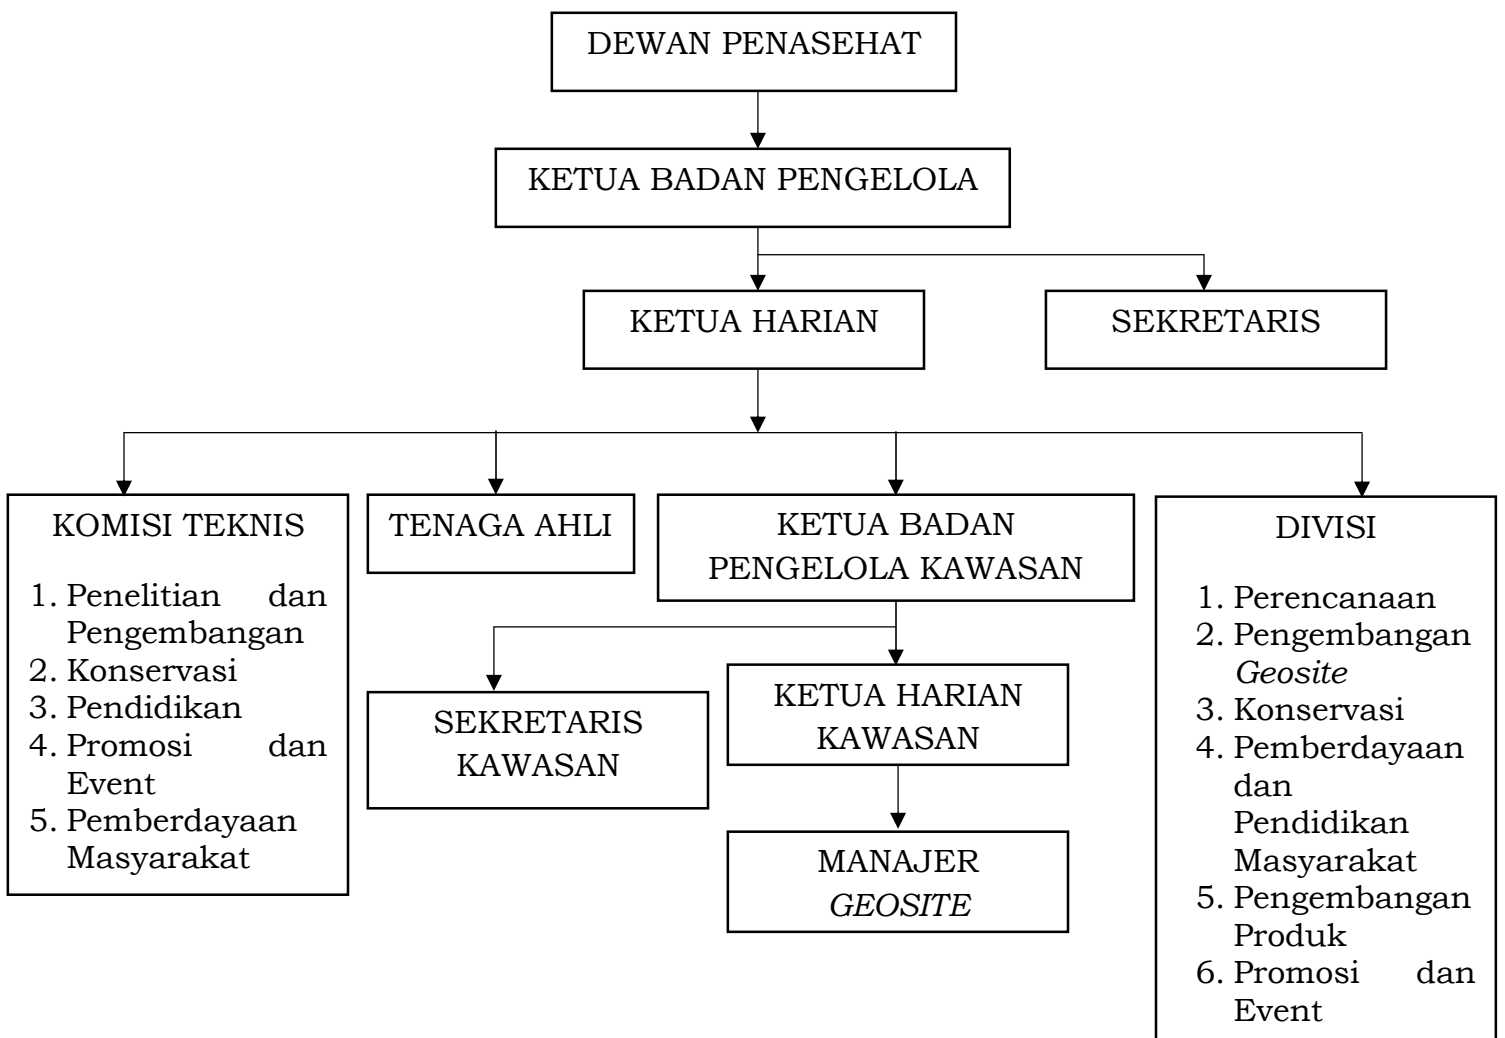 DEWAN PENASEHAT
KETUA BADAN PENGELOLA
KETUA HARIAN
SEKRETARIS
KOMISI TEKNIS
1. Penelitian dan
Pengembangan
2. Konservasi
3. Pendidikan
4. Promosi dan
Event
5. Pemberdayaan
Masyarakat
TENAGA AHLI
KETUA BADAN
PENGELOLA KAWASAN
SEKRETARIS
KAWASAN
KETUA HARIAN
KAWASAN
MANAJER
GEOSITE
DIVISI
1. Perencanaan
2. Pengembangan
Geosite
3. Konservasi
4. Pemberdayaan
dan
Pendidikan
Masyarakat
5. Pengembangan
Produk
6. Promosi dan
Event